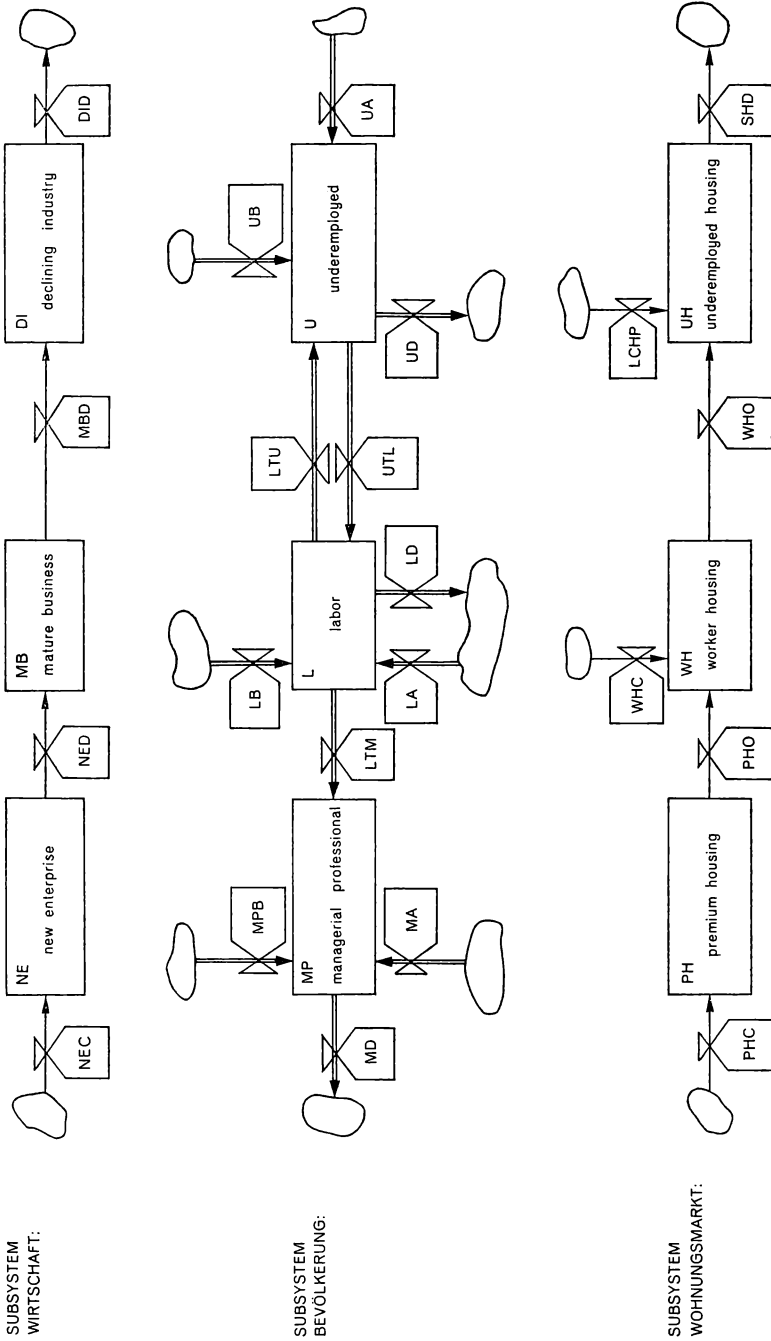 SUBSYSTEM
WIRTSCHAFT:
NEC
NE
new enterprise
NED
MB
mature business
MBD
DI
declining industry
DID
SUBSYSTEM
BEVÖLKERUNG:
MD
MPB
MP
managerial professional
MA
LTM
LB
L
labor
LA
LD
LTU
UTL
UB
U
underemployed
UD
UA
SUBSYSTEM
WOHNUNGSMARKT:
PHC
PH
premium housing
PHO
WHC
WH
worker housing
WHO
LCHP
UH
underemployed housing
SHD